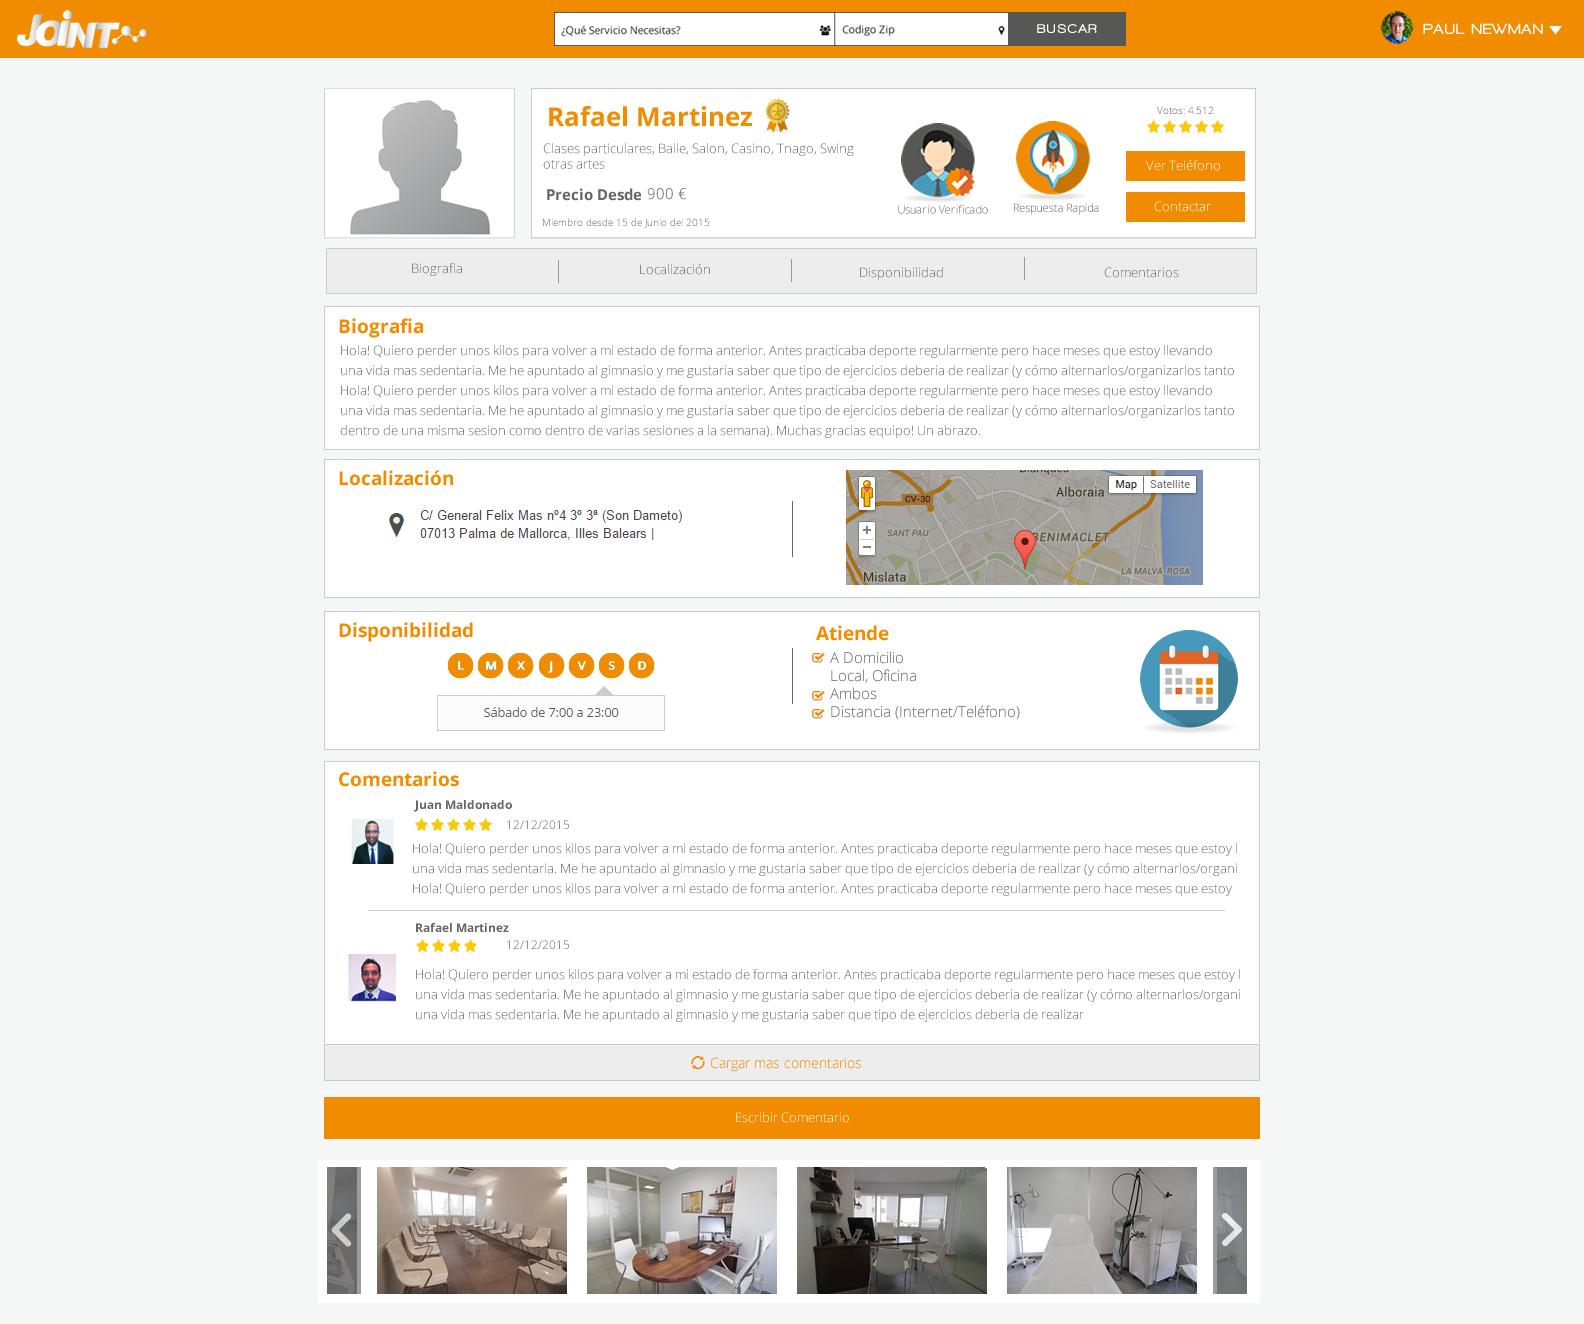 JOINT
¿Qué Servicio Necesitas?
Codigo Zip
BUSCAR
PAUL NEWMAN
Rafael Martinez
Clases particulares, Baile, Salon, Casino, Tnago, Swing
otras artes
Precio Desde 900 €
Miembro desde 15 de Junio del 2015
Usuario Verificado
Respuesta Rapida
Votos: 4.512
Ver Teléfono
Contactar
Biografia
Localización
Disponibilidad
Comentarios
Biografia
Hola! Quiero perder unos kilos para volver a mi estado de forma anterior. Antes practicaba deporte regularmente pero hace meses que estoy llevando
una vida mas sedentaria. Me he apuntado al gimnasio y me gustaria saber que tipo de ejercicios deberia de realizar (y cómo alternarlos/organizarlos tanto
Hola! Quiero perder unos kilos para volver a mi estado de forma anterior. Antes practicaba deporte regularmente pero hace meses que estoy llevando
una vida mas sedentaria. Me he apuntado al gimnasio y me gustaria saber que tipo de ejercicios deberia de realizar (y cómo alternarlos/organizarlos tanto
dentro de una misma sesion como dentro de varias sesiones a la semana). Muchas gracias equipo! Un abrazo.
Localización
C/ General Felix Mas nº4 3º 3ª (Son Dameto)
07013 Palma de Mallorca, Illes Balears |
Map
Satellite
Alboraia
CV-30
SANT PAU
BENIMACLET
LA MALVA-ROSA
Mislata
Disponibilidad
L M X J V S D
Sábado de 7:00 a 23:00
Atiende
A Domicilio
Local, Oficina
Ambos
Distancia (Internet/Teléfono)
Comentarios
Juan Maldonado
12/12/2015
Hola! Quiero perder unos kilos para volver a mi estado de forma anterior. Antes practicaba deporte regularmente pero hace meses que estoy l
una vida mas sedentaria. Me he apuntado al gimnasio y me gustaria saber que tipo de ejercicios deberia de realizar (y cómo alternarlos/organi
Hola! Quiero perder unos kilos para volver a mi estado de forma anterior. Antes practicaba deporte regularmente pero hace meses que estoy
Rafael Martinez
12/12/2015
Hola! Quiero perder unos kilos para volver a mi estado de forma anterior. Antes practicaba deporte regularmente pero hace meses que estoy l
una vida mas sedentaria. Me he apuntado al gimnasio y me gustaria saber que tipo de ejercicios deberia de realizar (y cómo alternarlos/organi
una vida mas sedentaria. Me he apuntado al gimnasio y me gustaria saber que tipo de ejercicios deberia de realizar
Cargar mas comentarios
Escribir Comentario